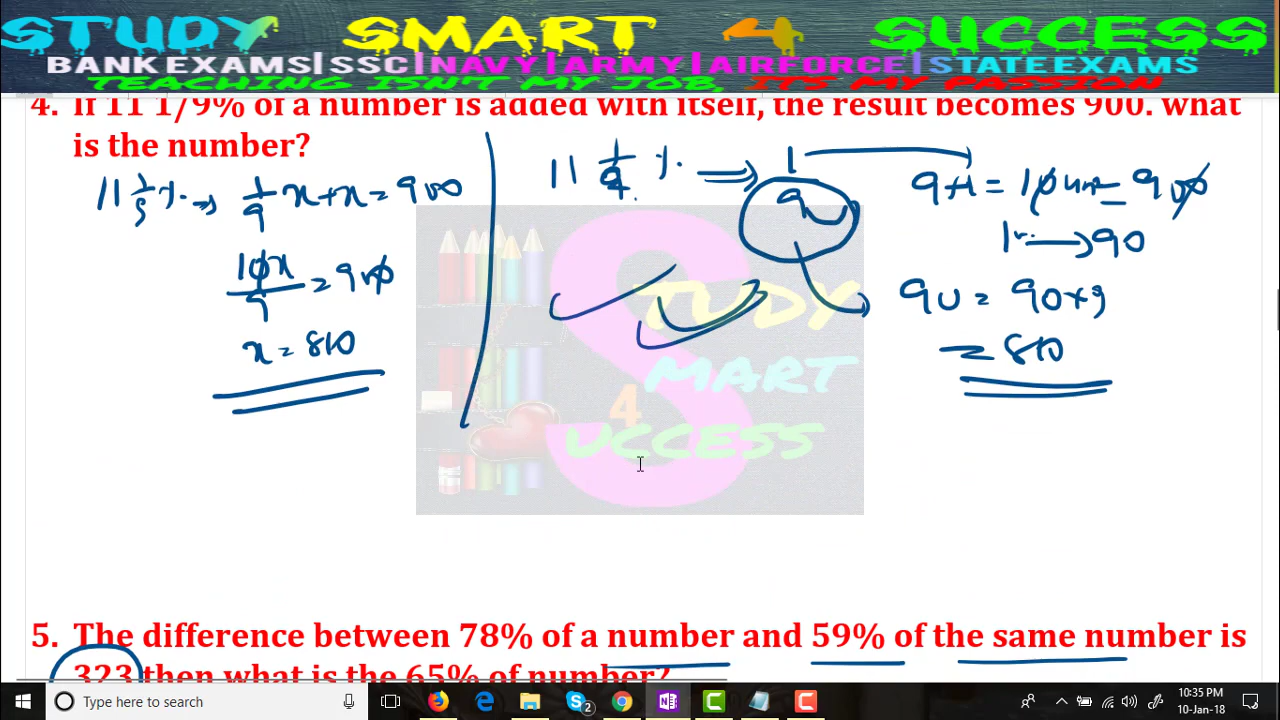 STUDY SMART 4 SUCCESS
BANK EXAMS|SSC|NAVY|ARMY|AIRFORCE|STATE EXAMS
TEACHING ISN'T MY JOB, IT'S MY PASSION
4. If 11 1/9% of a number is added with itself, the result becomes 900. what
is the number?
11 1/9 % ⇒ 1/9 x + x = 900
10x/9 = 900
x = 810
11 1/9 % ⇒ 1/9u
9+1 = 10 = 900
1 → 90
9u = 90×9
= 810
STUDY
SMART
4
SUCCESS
5. The difference between 78% of a number and 59% of the same number is
323 then what is the 65% of number?
Type here to search
2
10:35 PM
10-Jan-18